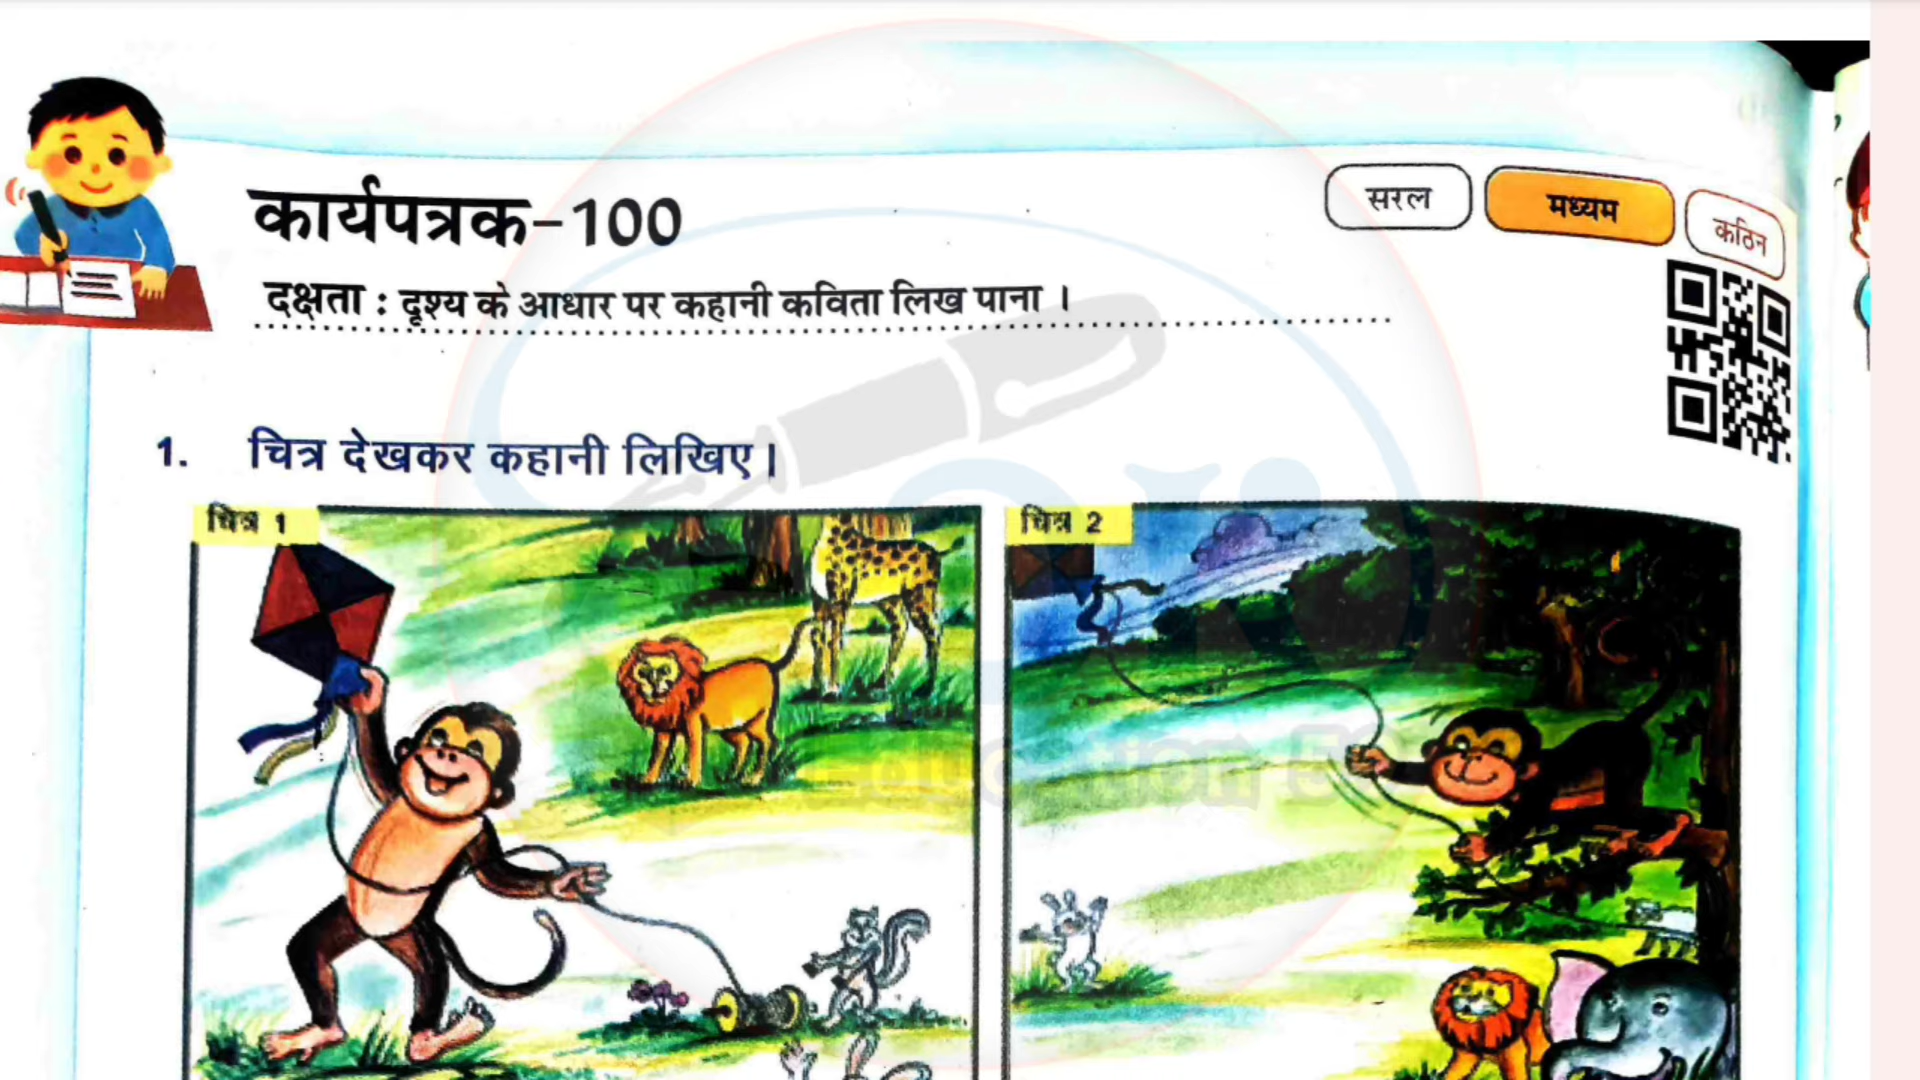 कार्यपत्रक-100
सरल
मध्यम
कठिन
दक्षता : दृश्य के आधार पर कहानी कविता लिख पाना ।
1. चित्र देखकर कहानी लिखिए।
चित्र 1
चित्र 2